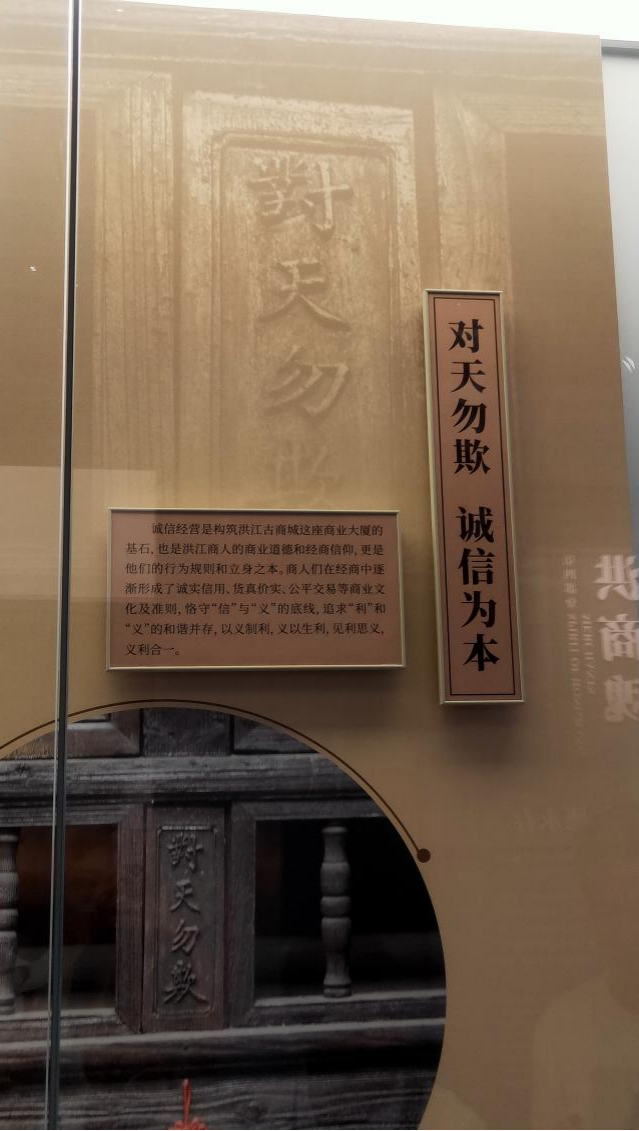 對天勿欺
对天勿欺 诚信为本
诚信经营是构筑洪江古商城这座商业大厦的
基石，也是洪江商人的商业道德和经商信仰，更是
他们的行为规则和立身之本。商人们在经商中逐
渐形成了诚实信用、货真价实、公平交易等商业文
化及准则，恪守“信”与“义”的底线，追求“利”和
“义”的和谐并存，以义制利，义以生利，见利思义，
义利合一。
對天勿欺
洪商魂